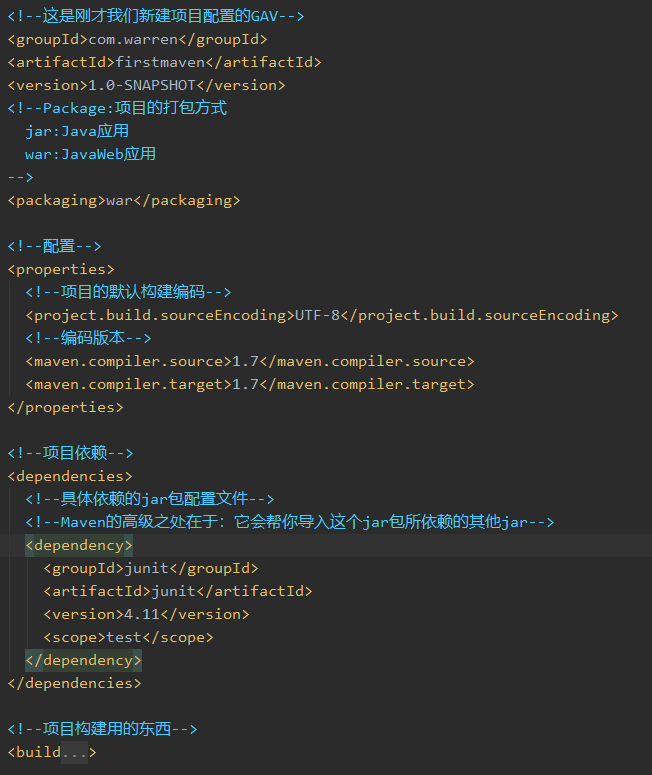 <!--这是刚才我们新建项目配置的GAV-->
<groupId>com.warren</groupId>
<artifactId>firstmaven</artifactId>
<version>1.0-SNAPSHOT</version>
<!--Package:项目的打包方式
  jar:Java应用
  war:JavaWeb应用
-->
<packaging>war</packaging>

<!--配置-->
<properties>
  <!--项目的默认构建编码-->
  <project.build.sourceEncoding>UTF-8</project.build.sourceEncoding>
  <!--编码版本-->
  <maven.compiler.source>1.7</maven.compiler.source>
  <maven.compiler.target>1.7</maven.compiler.target>
</properties>

<!--项目依赖-->
<dependencies>
  <!--具体依赖的jar包配置文件-->
  <!--Maven的高级之处在于：它会帮你导入这个jar包所依赖的其他jar-->
  <dependency>
    <groupId>junit</groupId>
    <artifactId>junit</artifactId>
    <version>4.11</version>
    <scope>test</scope>
  </dependency>
</dependencies>

<!--项目构建用的东西-->
<build...>